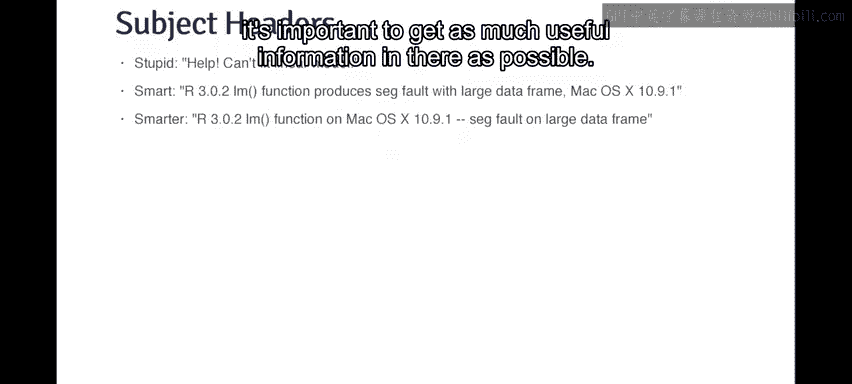 Subject Headers
it's important to get as much useful
information in there as possible.
· Stupid: "Help! Can't
· Smart: "R 3.0.2 lm() function produces seg fault with large data frame, Mac OS X 10.9.1"
· Smarter: "R 3.0.2 lm() function on Mac OS X 10.9.1 -- seg fault on large data frame"
bilibili.com